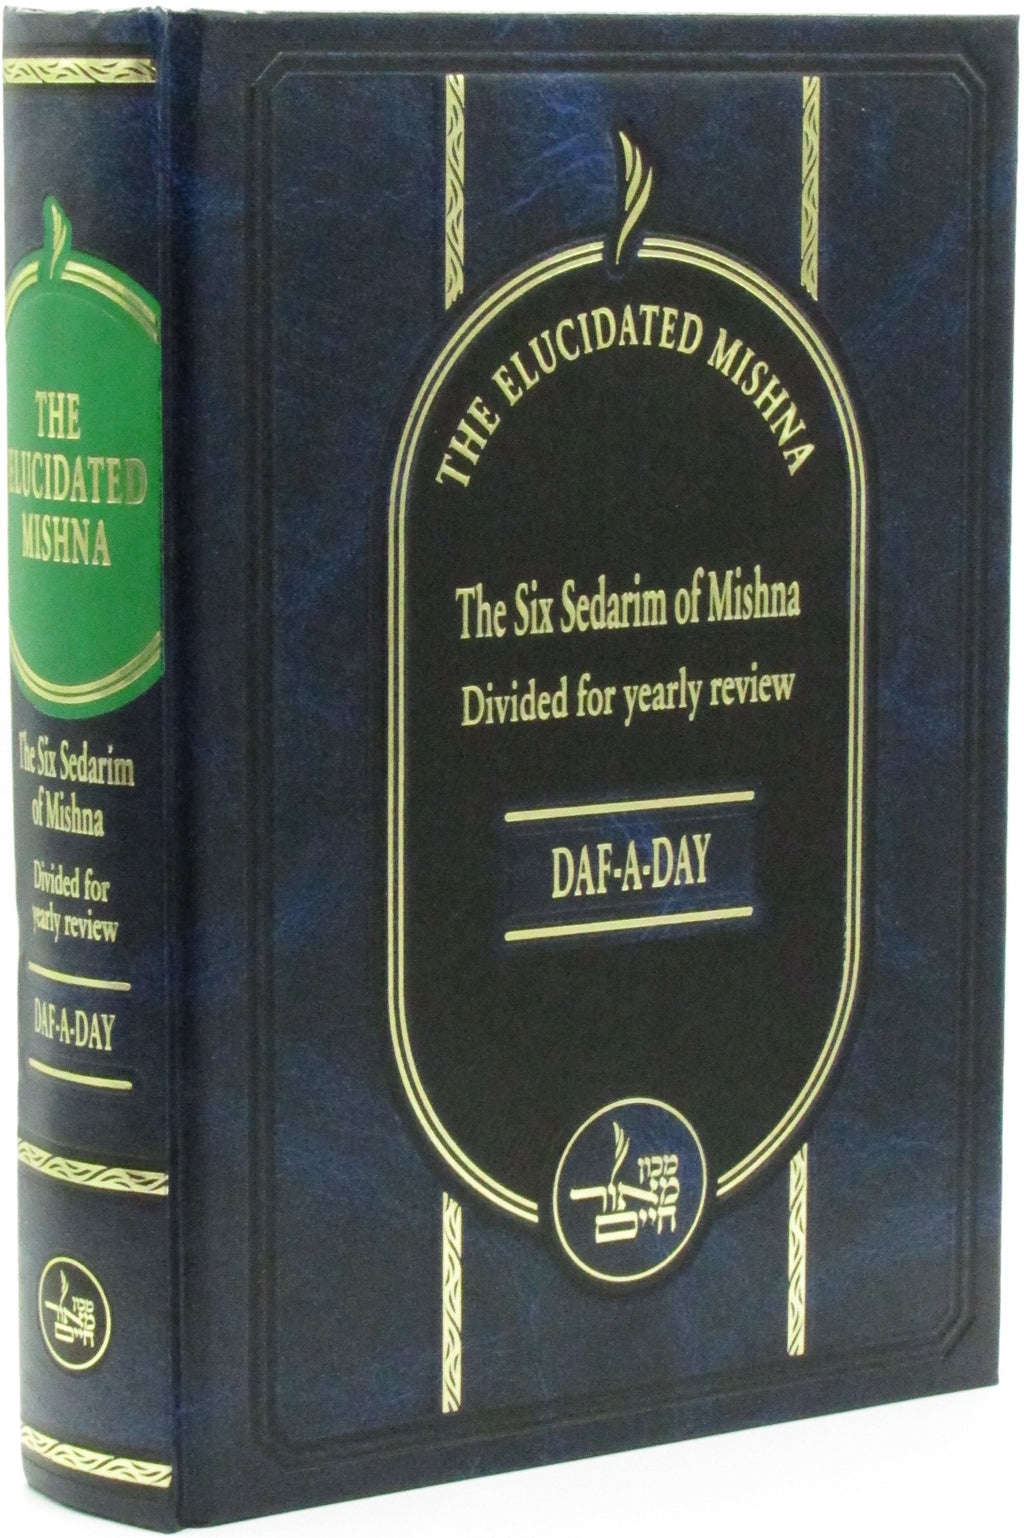 THE
ELUCIDATED
MISHNA
The Six Sedarim
of Mishna
Divided for
yearly review
DAF-A-DAY
מכון
מאור
חיים
THE ELUCIDATED MISHNA
The Six Sedarim of Mishna
Divided for yearly review
DAF-A-DAY
מכון
מאור
חיים